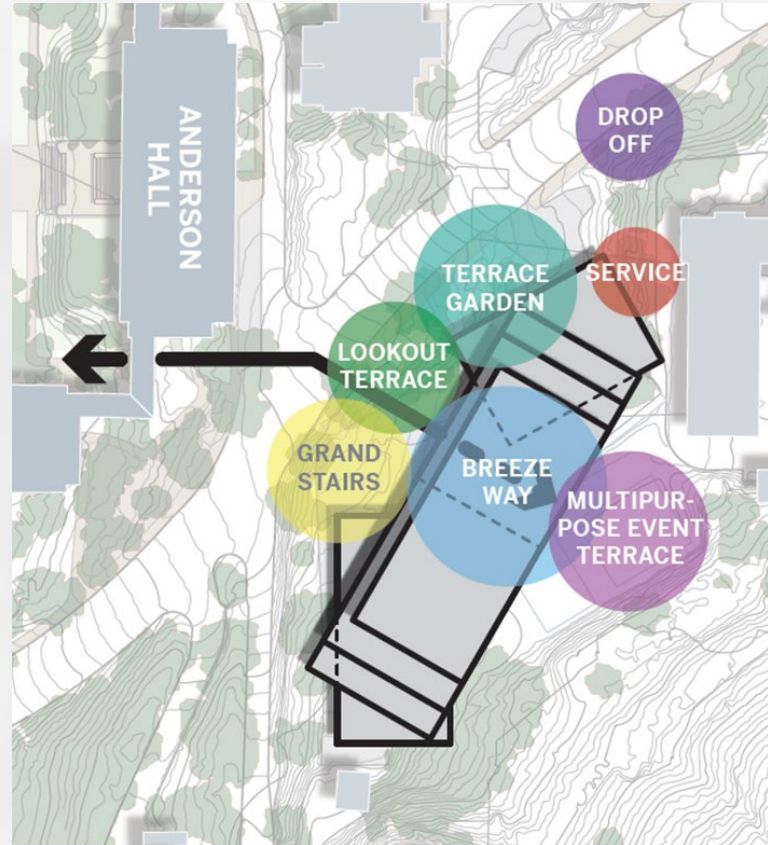 ANDERSON
HALL
DROP
OFF
TERRACE
GARDEN
SERVICE
LOOKOUT
TERRACE
GRAND
STAIRS
BREEZE
WAY
MULTIPUR-
POSE EVENT
TERRACE